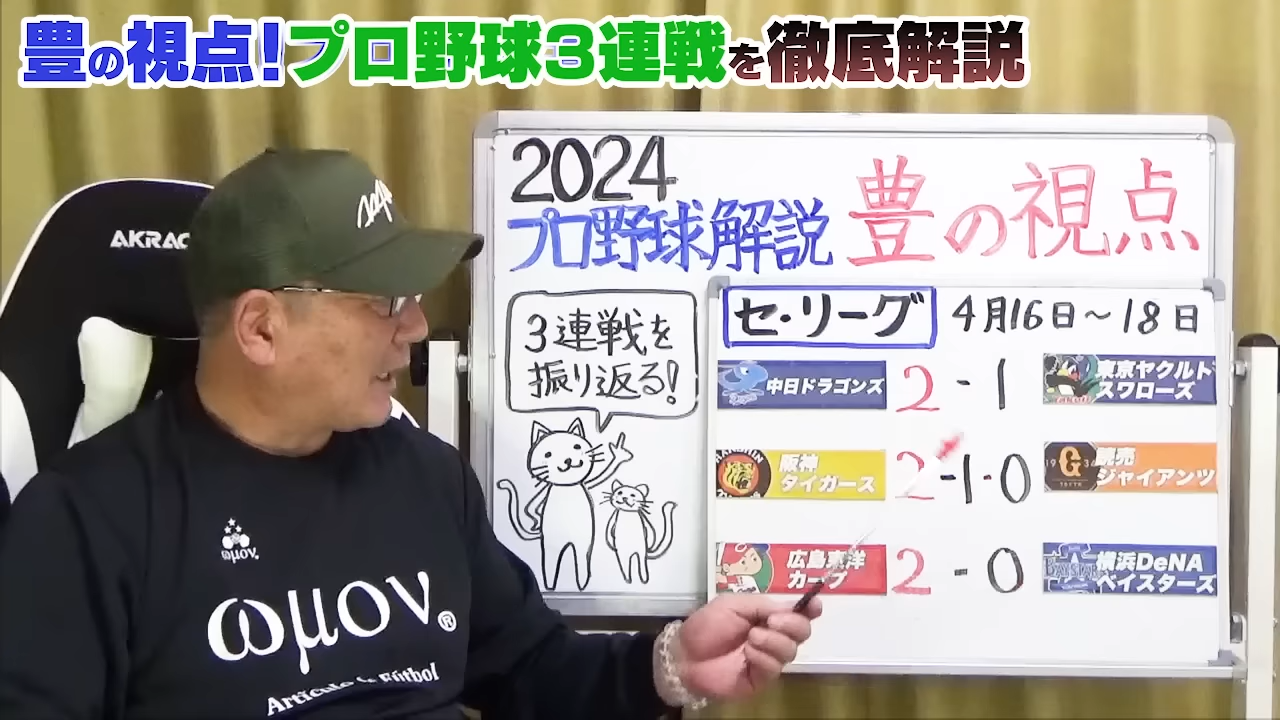 豊の視点!プロ野球3連戦を徹底解説
AKRAC
2024
プロ野球解説 豊の視点
3連戦を
振り返る!
セ・リーグ 4月16日～18日
中日ドラゴンズ 2-1 東京ヤクルト
スワローズ
阪神
タイガース 2-1・0 読売
ジャイアンツ
広島東洋
カープ 2-0 横浜DeNA
ベイスターズ
ωμον
ωμον®